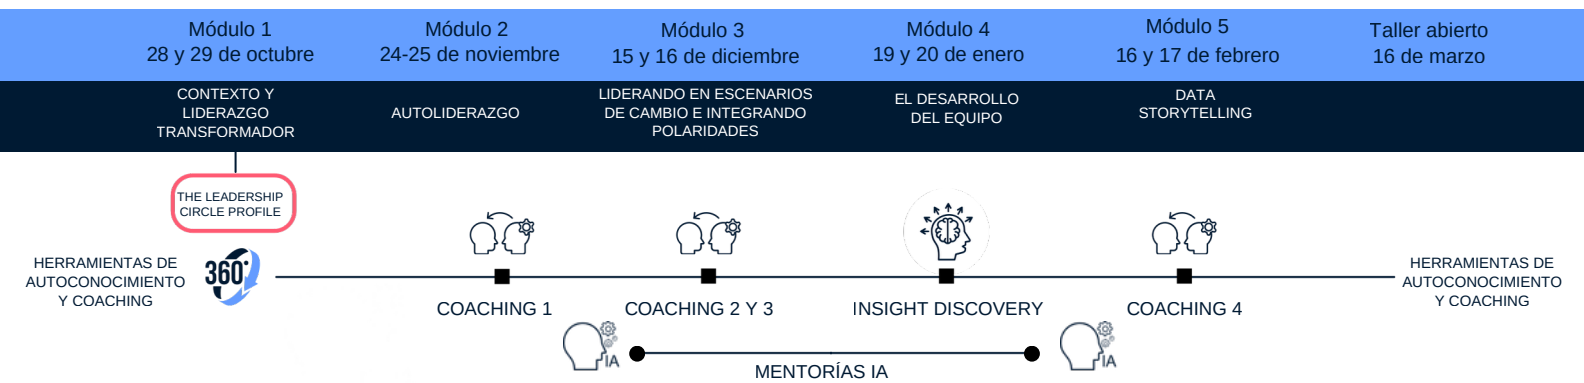 Módulo 1
28 y 29 de octubre
Módulo 2
24-25 de noviembre
Módulo 3
15 y 16 de diciembre
Módulo 4
19 y 20 de enero
Módulo 5
16 y 17 de febrero
Taller abierto
16 de marzo
CONTEXTO Y
LIDERAZGO
TRANSFORMADOR
AUTOLIDERAZGO
LIDERANDO EN ESCENARIOS
DE CAMBIO E INTEGRANDO
POLARIDADES
EL DESARROLLO
DEL EQUIPO
DATA
STORYTELLING
THE LEADERSHIP
CIRCLE PROFILE
HERRAMIENTAS DE
AUTOCONOCIMIENTO
Y COACHING
360°
COACHING 1
COACHING 2 Y 3
INSIGHT DISCOVERY
COACHING 4
HERRAMIENTAS DE
AUTOCONOCIMIENTO
Y COACHING
IA
MENTORÍAS IA
IA